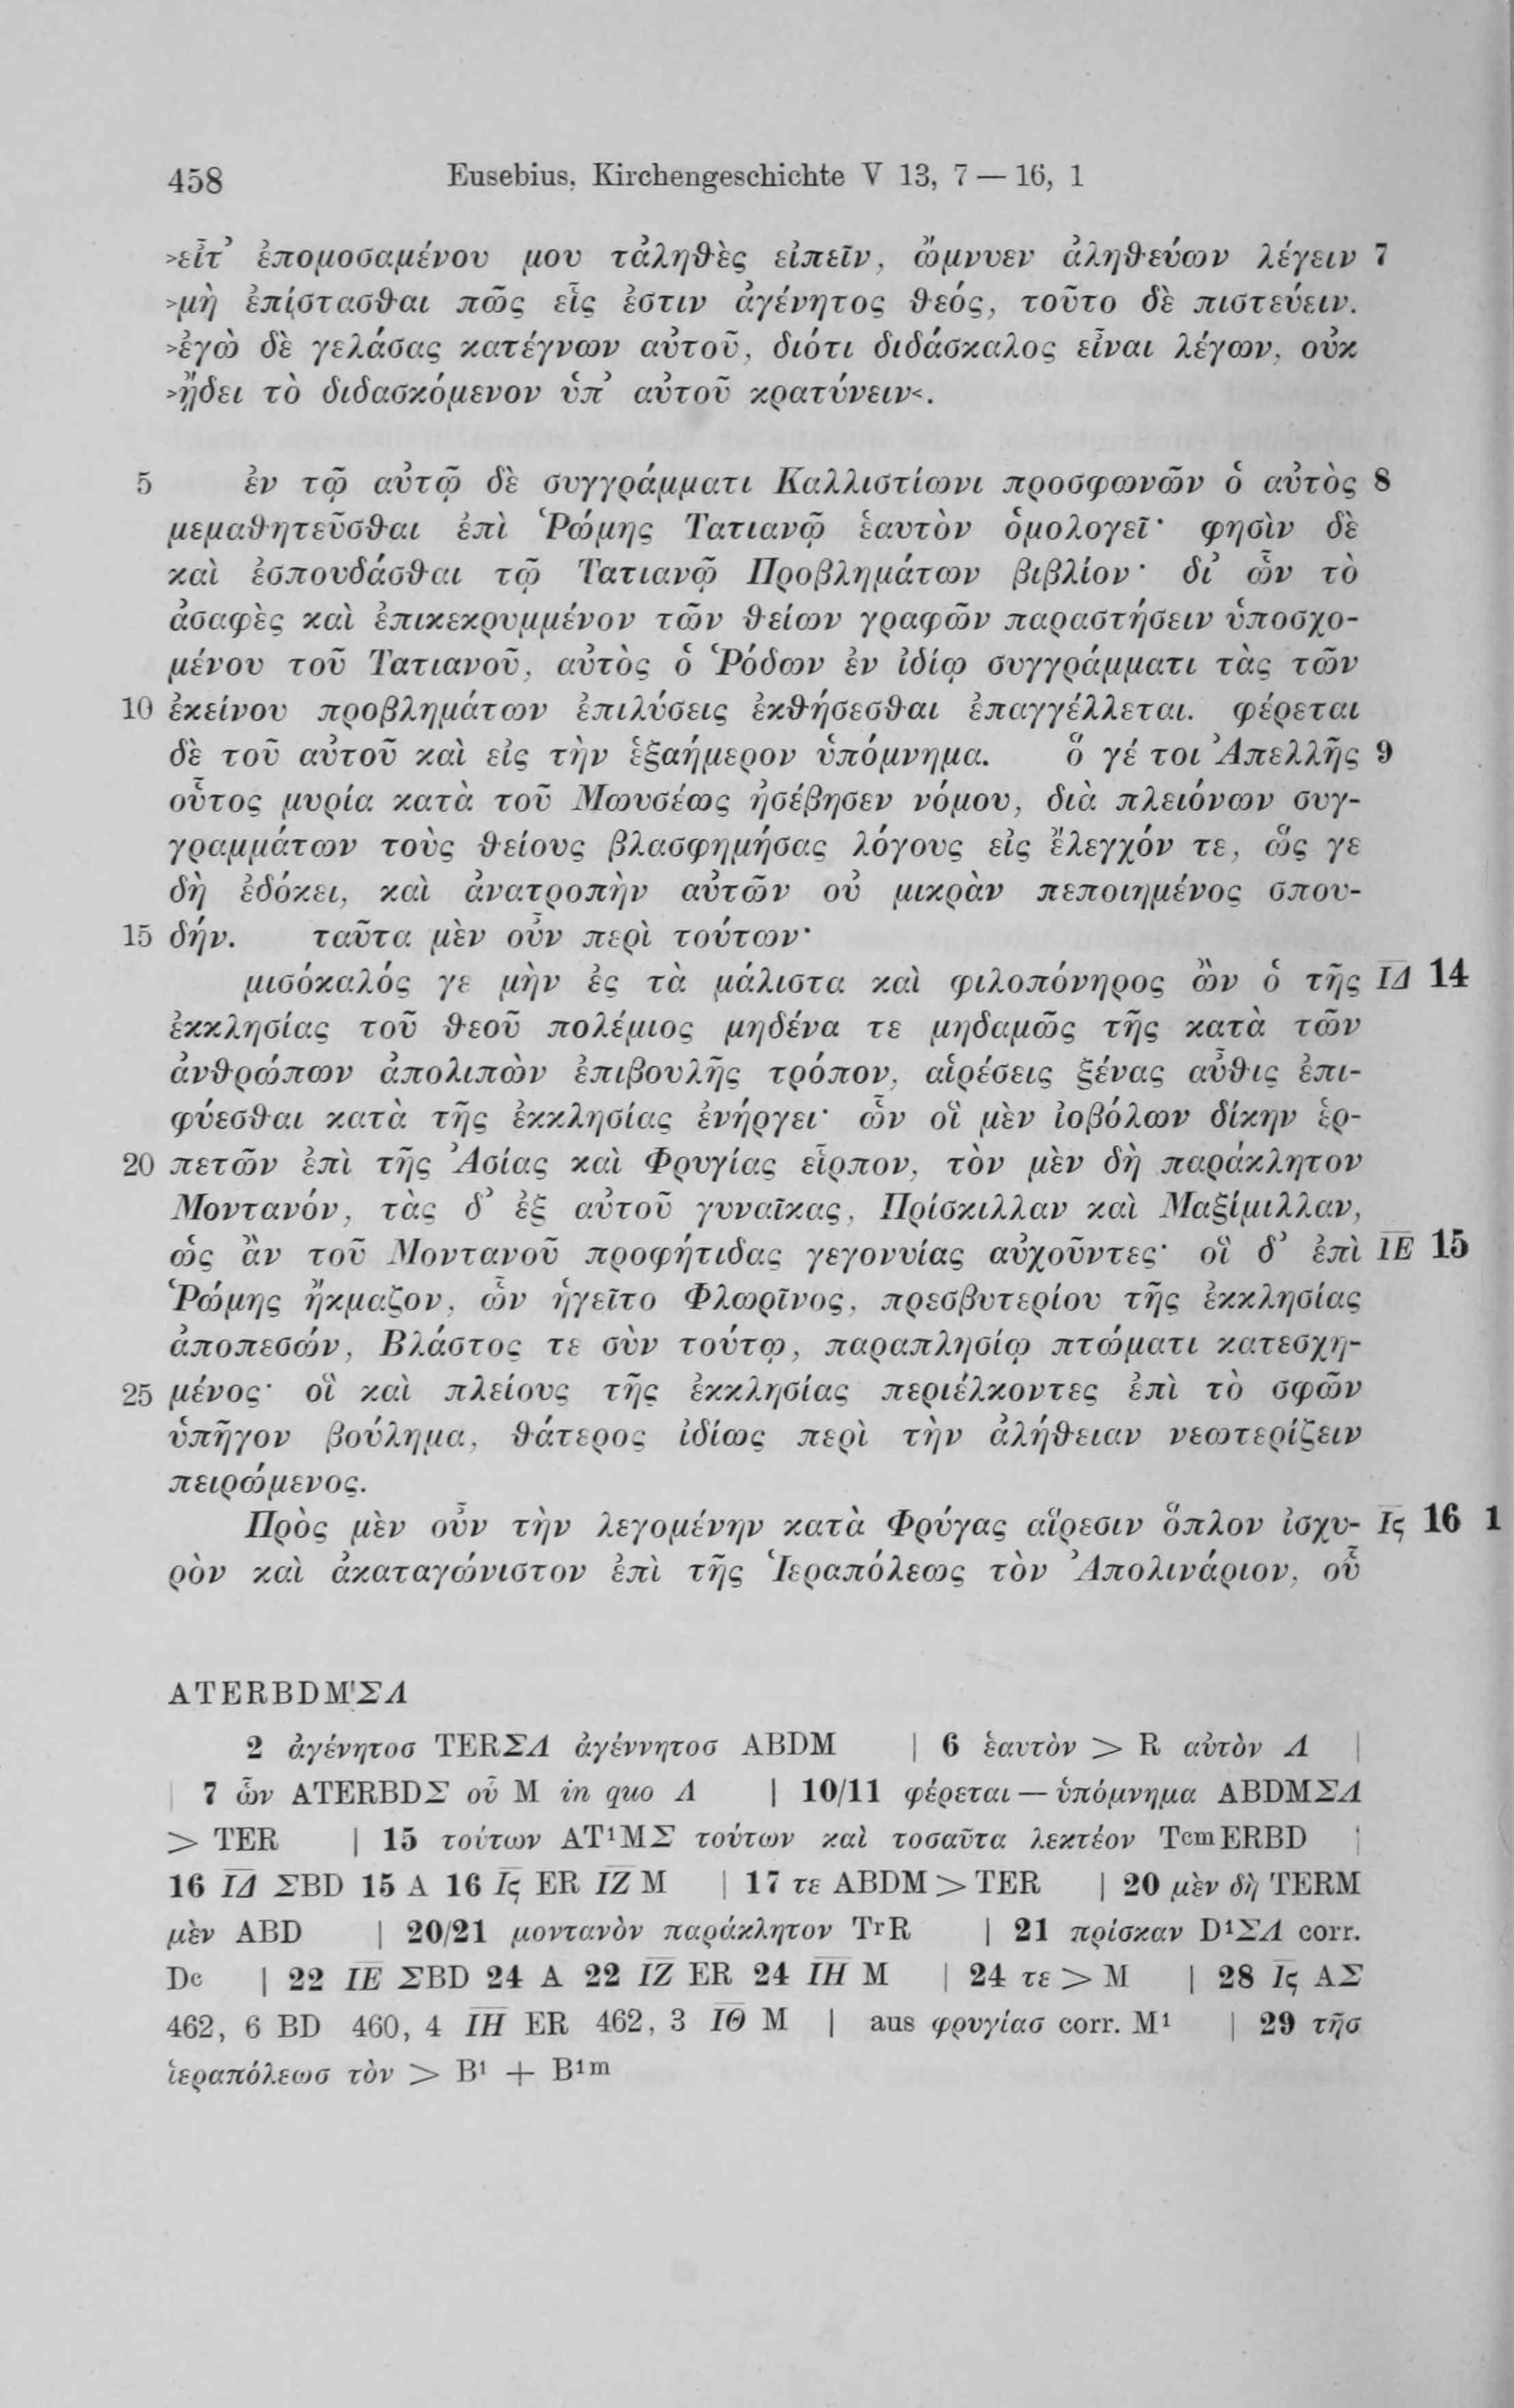 458 Eusebius, Kirchengeschichte V 13, 7 — 16, 1
>εἶτ᾽ ἐπομοσαμένου μου τἀληθὲς εἰπεῖν, ὤμνυεν ἀληθεύων λέγειν 7
>μὴ ἐπίστασθαι πῶς εἷς ἐστιν ἀγένητος θεός, τοῦτο δὲ πιστεύειν.
>ἐγὼ δὲ γελάσας κατέγνων αὐτοῦ, διότι διδάσκαλος εἶναι λέγων, οὐκ
>ᾔδει τὸ διδασκόμενον ὑπ᾽ αὐτοῦ κρατύνειν<.
5 ἐν τῷ αὐτῷ δὲ συγγράμματι Καλλιστίωνι προσφωνῶν ὁ αὐτὸς 8
μεμαθητεῦσθαι ἐπὶ Ῥώμης Τατιανῷ ἑαυτὸν ὁμολογεῖ· φησὶν δὲ
καὶ ἐσπουδάσθαι τῷ Τατιανῷ Προβλημάτων βιβλίον· δι᾽ ὧν τὸ
ἀσαφὲς καὶ ἐπικεκρυμμένον τῶν θείων γραφῶν παραστήσειν ὑποσχο-
μένου τοῦ Τατιανοῦ, αὐτὸς ὁ Ῥόδων ἐν ἰδίῳ συγγράμματι τὰς τῶν
10 ἐκείνου προβλημάτων ἐπιλύσεις ἐκθήσεσθαι ἐπαγγέλλεται. φέρεται
δὲ τοῦ αὐτοῦ καὶ εἰς τὴν ἑξαήμερον ὑπόμνημα. ὅ γέ τοι Ἀπελλῆς 9
οὗτος μυρία κατὰ τοῦ Μωυσέως ἠσέβησεν νόμου, διὰ πλειόνων συγ-
γραμμάτων τοὺς θείους βλασφημήσας λόγους εἰς ἔλεγχόν τε, ὥς γε
δὴ ἐδόκει, καὶ ἀνατροπὴν αὐτῶν οὐ μικρὰν πεποιημένος σπου-
15 δήν. ταῦτα μὲν οὖν περὶ τούτων·
μισόκαλός γε μὴν ἐς τὰ μάλιστα καὶ φιλοπόνηρος ὢν ὁ τῆς ΙΔ 14
ἐκκλησίας τοῦ θεοῦ πολέμιος μηδένα τε μηδαμῶς τῆς κατὰ τῶν
ἀνθρώπων ἀπολιπὼν ἐπιβουλῆς τρόπον, αἱρέσεις ξένας αὖθις ἐπι-
φύεσθαι κατὰ τῆς ἐκκλησίας ἐνήργει· ὧν οἳ μὲν ἰοβόλων δίκην ἑρ-
20 πετῶν ἐπὶ τῆς Ἀσίας καὶ Φρυγίας εἷρπον, τὸν μὲν δὴ παράκλητον
Μοντανόν, τὰς δ᾽ ἐξ αὐτοῦ γυναῖκας, Πρίσκιλλαν καὶ Μαξίμιλλαν,
ὡς ἂν τοῦ Μοντανοῦ προφήτιδας γεγονυίας αὐχοῦντες· οἳ δ᾽ ἐπὶ ΙΕ 15
Ῥώμης ἤκμαζον, ὧν ἡγεῖτο Φλωρῖνος, πρεσβυτερίου τῆς ἐκκλησίας
ἀποπεσών, Βλάστος τε σὺν τούτῳ, παραπλησίῳ πτώματι κατεσχη-
25 μένος· οἳ καὶ πλείους τῆς ἐκκλησίας περιέλκοντες ἐπὶ τὸ σφῶν
ὑπῆγον βούλημα, θάτερος ἰδίως περὶ τὴν ἀλήθειαν νεωτερίζειν
πειρώμενος.
Πρὸς μὲν οὖν τὴν λεγομένην κατὰ Φρύγας αἵρεσιν ὅπλον ἰσχυ- Ις 16 1
ρὸν καὶ ἀκαταγώνιστον ἐπὶ τῆς Ἱεραπόλεως τὸν Ἀπολινάριον, οὗ
ATERBDMΣΛ
2 ἀγένητοσ TERΣΛ ἀγέννητοσ ABDM | 6 ἑαυτὸν > R αὐτὸν Λ |
| 7 ὧν ATERBDΣ οὗ M in quo Λ | 10/11 φέρεται — ὑπόμνημα ABDMΣΛ
> TER | 15 τούτων AT¹MΣ τούτων καὶ τοσαῦτα λεκτέον TcmERBD |
16 ΙΔ ΣBD 15 A 16 Ις ER ΙΖ M | 17 τε ABDM > TER | 20 μὲν δὴ TERM
μὲν ABD | 20/21 μοντανὸν παράκλητον TrR | 21 πρίσκαν D¹ΣΛ corr.
Dc | 22 ΙΕ ΣBD 24 A 22 ΙΖ ER 24 ΙΗ M | 24 τε > M | 28 Ις AΣ
462, 6 BD 460, 4 ΙΗ ER 462, 3 ΙΘ M | aus φρυγίασ corr. M¹ | 29 τῆσ
ἱεραπόλεωσ τὸν > B¹ + B¹m